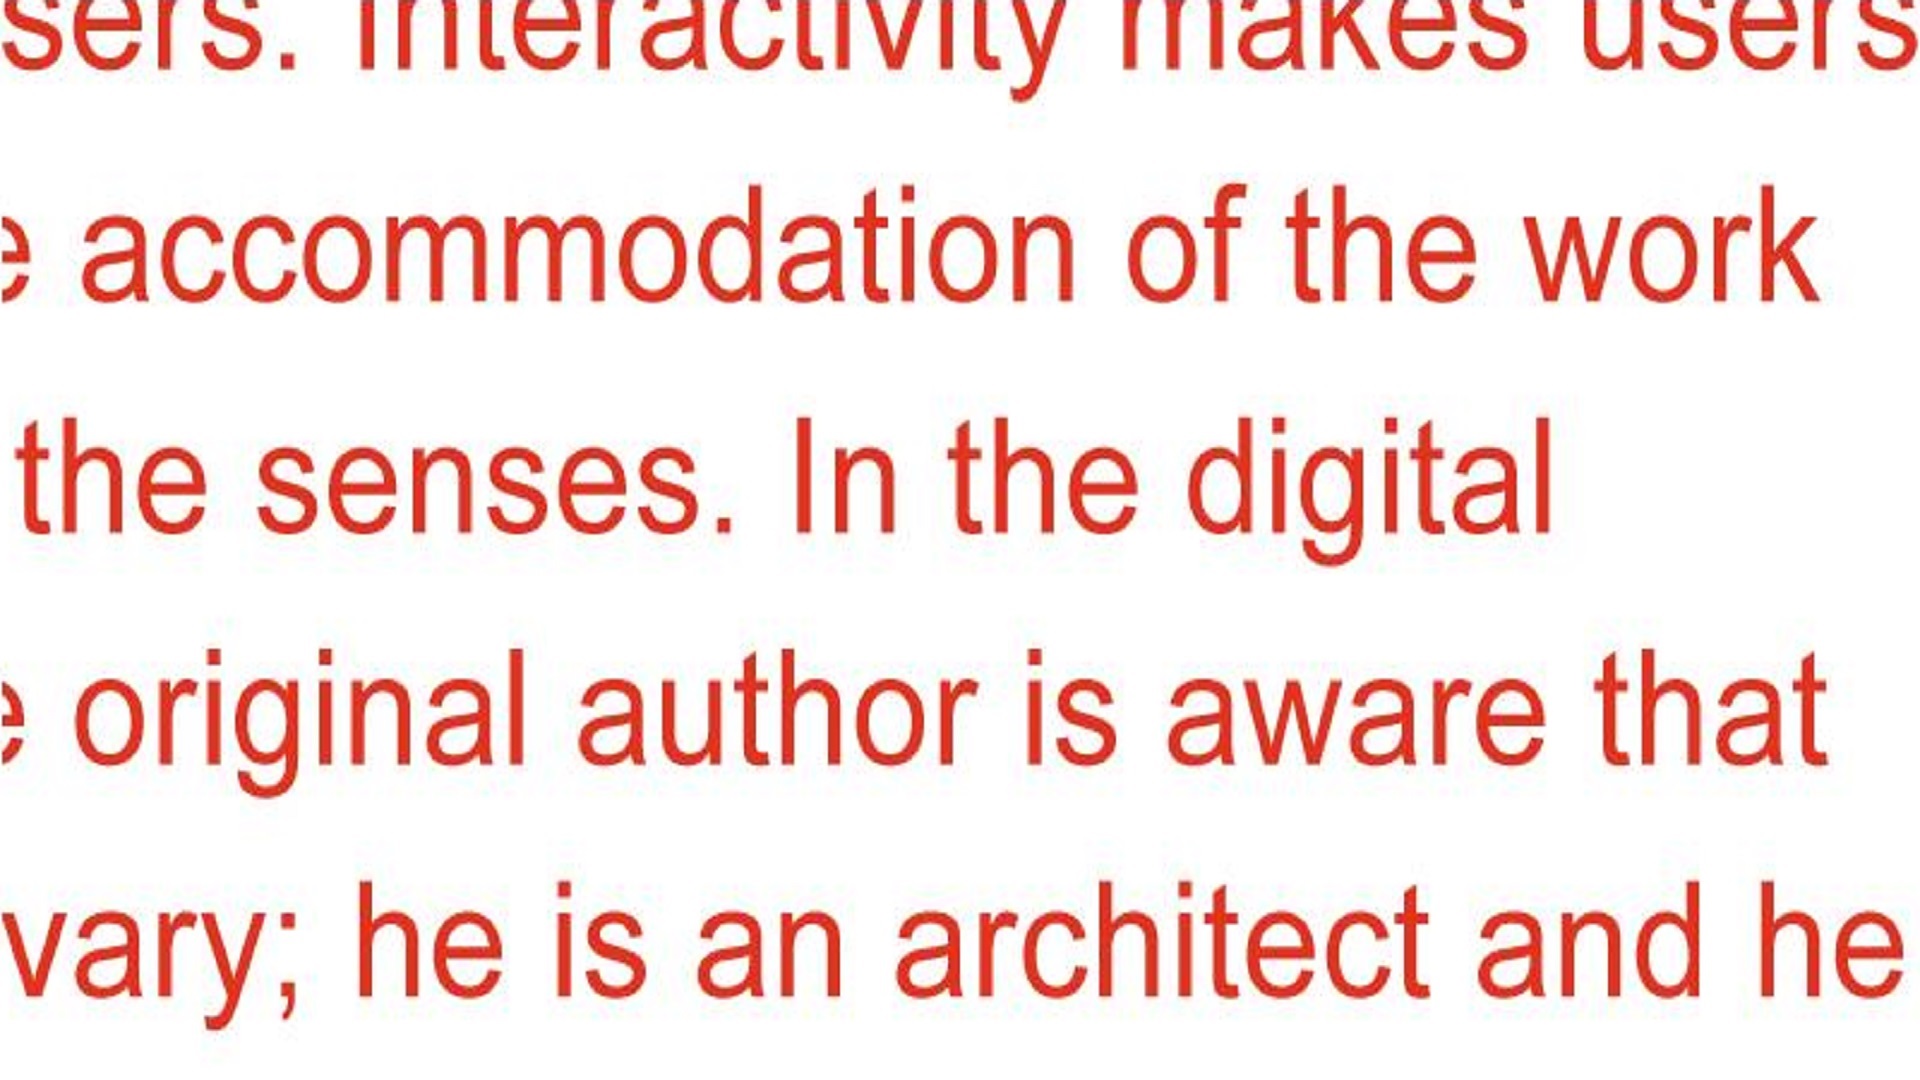 sers. Interactivity makes users
e accommodation of the work
the senses. In the digital
e original author is aware that
vary; he is an architect and he